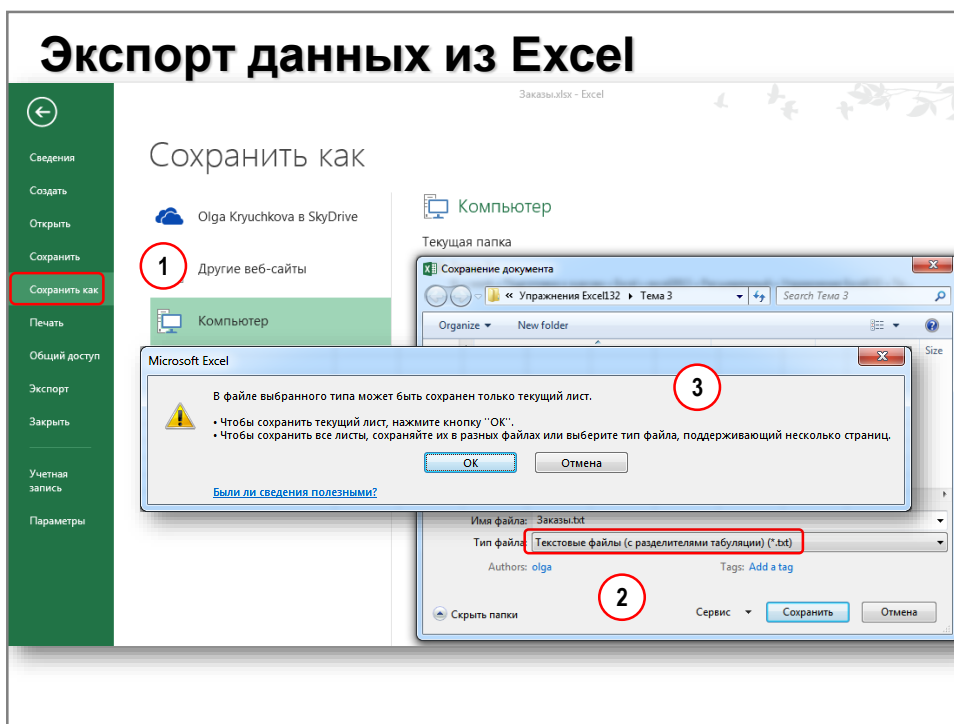 Экспорт данных из Excel
Заказы.xlsx - Excel
Сведения
Создать
Открыть
Сохранить
Сохранить как
Печать
Общий доступ
Экспорт
Закрыть
Учетная
запись
Параметры
Сохранить как
Olga Kryuchkova в SkyDrive
1
Другие веб-сайты
Компьютер
Компьютер
Текущая папка
Сохранение документа
« Упражнения Excel132 Тема 3
Search Тема 3
Organize
New folder
Size
Microsoft Excel
3
В файле выбранного типа может быть сохранен только текущий лист.
• Чтобы сохранить текущий лист, нажмите кнопку "ОК".
• Чтобы сохранить все листы, сохраняйте их в разных файлах или выберите тип файла, поддерживающий несколько страниц.
ОК
Отмена
Были ли сведения полезными?
Имя файла: Заказы.txt
Тип файла: Текстовые файлы (с разделителями табуляции) (*.txt)
Authors: olga
Tags: Add a tag
2
Скрыть папки
Сервис
Сохранить
Отмена